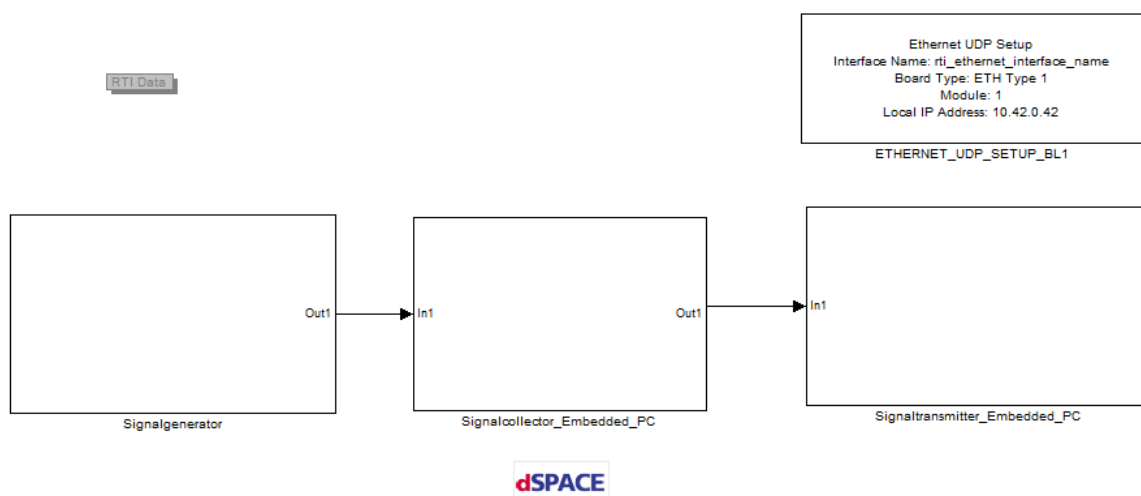 Ethernet UDP Setup
Interface Name: rti_ethernet_interface_name
Board Type: ETH Type 1
Module: 1
Local IP Address: 10.42.0.42
RTI Data
ETHERNET_UDP_SETUP_BL1
Out1
In1
Out1
In1
Signalgenerator
Signalcollector_Embedded_PC
Signaltransmitter_Embedded_PC
dSPACE